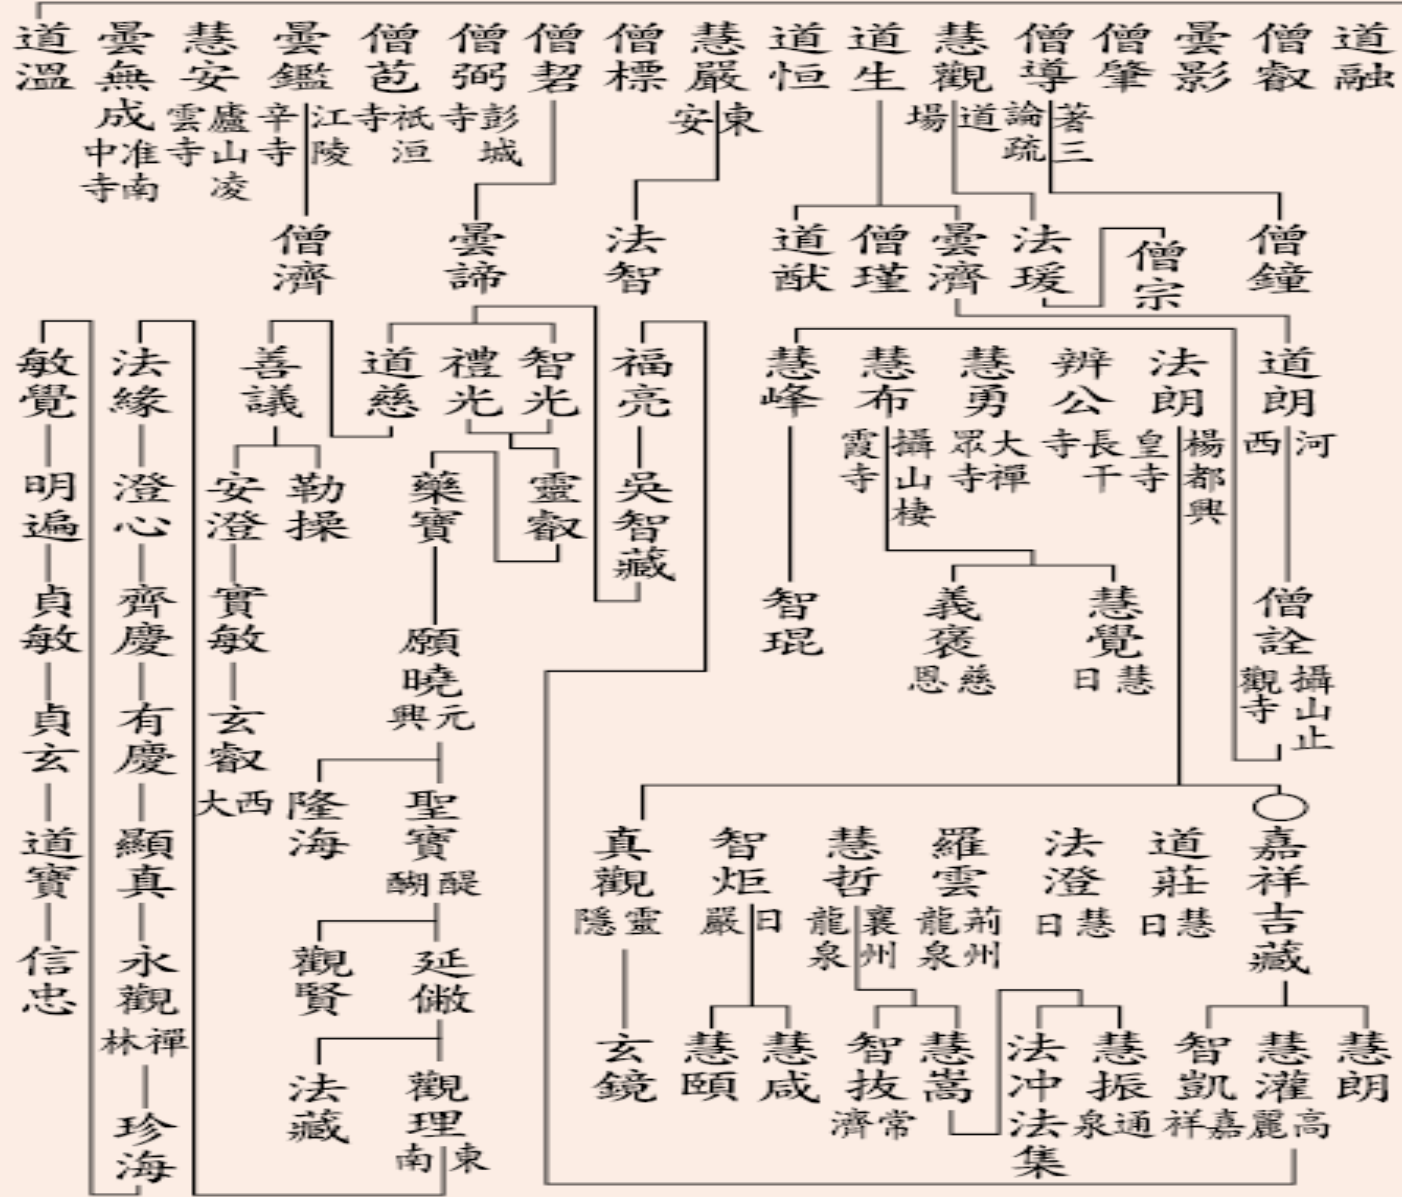 道融
僧叡
曇影
僧肇
僧導
著三論疏
慧觀
道場
道生
道恒
慧嚴
東安
僧標
僧䂮
僧弼
彭城寺
僧苞
祇洹寺
曇鑑
江陵辛寺
慧安
廬山凌雲寺
曇無成
准南中寺
道溫
僧鐘
僧宗
法瑗
曇濟
僧瑾
道猷
法智
曇諦
僧濟
道朗
河西
法朗
楊都興皇寺
辨公
長干寺
慧勇
大禪眾寺
慧布
攝山棲霞寺
慧峰
福亮
智光
禮光
道慈
善議
法緣
敏覺
吳智藏
靈叡
藥寶
勒操
安澄
澄心
明遍
僧詮
攝山止觀寺
慧覺
慧日
義褒
慈恩
智琨
願曉
元興
實敏
齊慶
貞敏
玄叡
西大
有慶
貞玄
嘉祥吉藏
道莊
慧日
法澄
慧日
羅雲
荊州龍泉
慧哲
襄州龍泉
智炬
日嚴
真觀
靈隱
聖寶
醍醐
隆海
顯真
道寶
延儆
觀賢
永觀
禪林
信忠
慧朗
慧灌
高麗
智凱
嘉祥
慧振
通泉
法冲
法集
慧嵩
智拔
常濟
慧咸
慧頤
玄鏡
觀理
東南
法藏
珍海